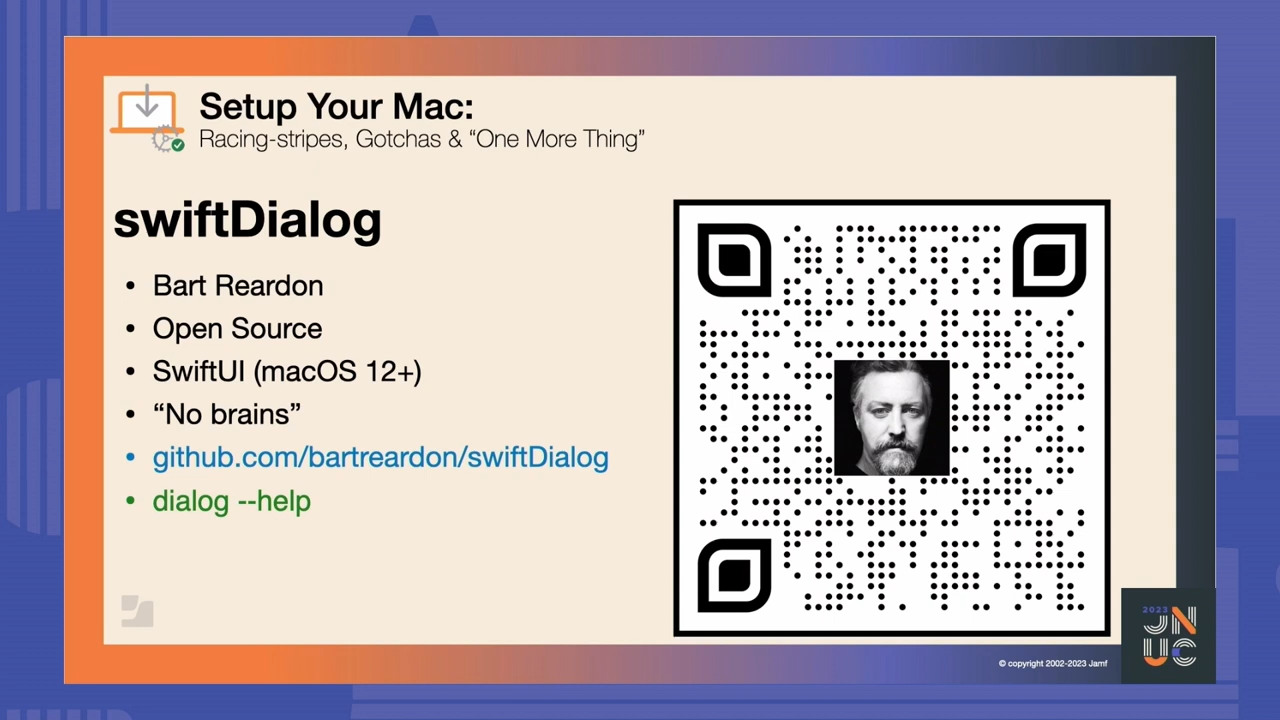 Setup Your Mac:
Racing-stripes, Gotchas & “One More Thing”
swiftDialog
• Bart Reardon
• Open Source
• SwiftUI (macOS 12+)
• “No brains”
• github.com/bartreardon/swiftDialog
• dialog --help
© copyright 2002-2023 Jamf
2023
JN
UC